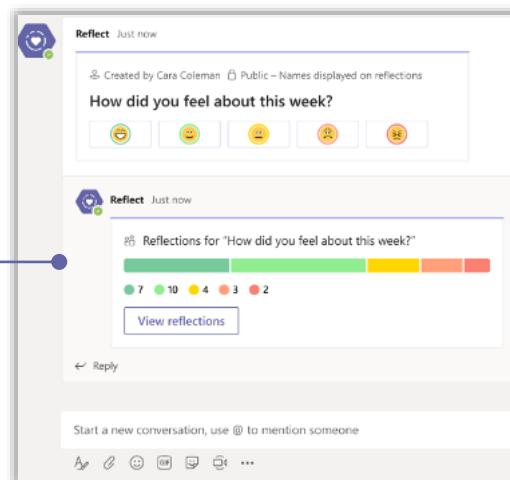 Reflect Just now
Created by Cara Coleman Public – Names displayed on reflections
How did you feel about this week?
Reflect Just now
Reflections for "How did you feel about this week?"
7 10 4 3 2
View reflections
Reply
Start a new conversation, use @ to mention someone
GIF